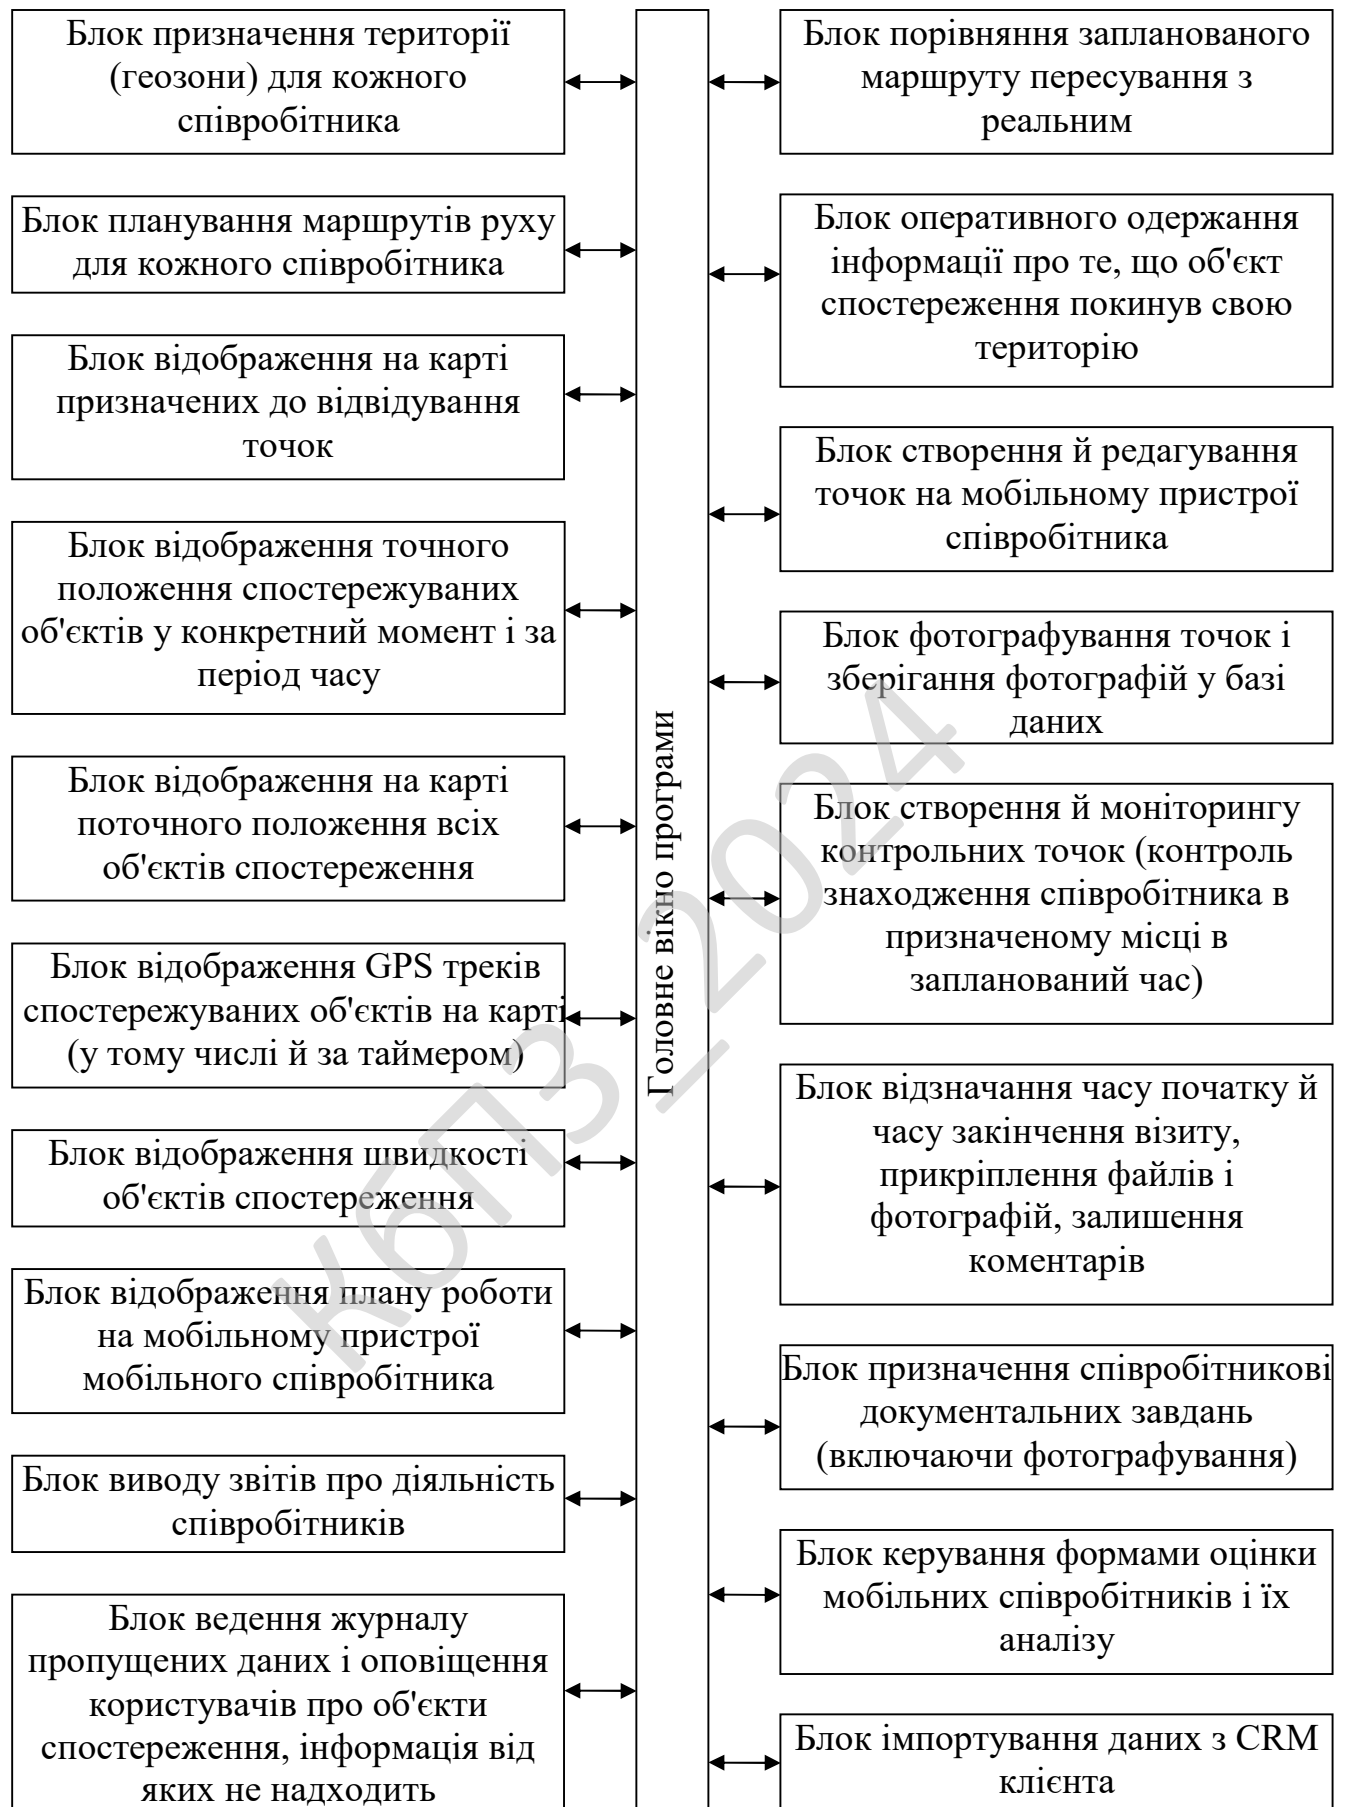 Блок призначення території
(геозони) для кожного
співробітника
Блок планування маршрутів руху
для кожного співробітника
Блок відображення на карті
призначених до відвідування
точок
Блок відображення точного
положення спостережуваних
об'єктів у конкретний момент і за
період часу
Блок відображення на карті
поточного положення всіх
об'єктів спостереження
Блок відображення GPS треків
спостережуваних об'єктів на карті
(у тому числі й за таймером)
Блок відображення швидкості
об'єктів спостереження
Блок відображення плану роботи
на мобільному пристрої
мобільного співробітника
Блок виводу звітів про діяльність
співробітників
Блок ведення журналу
пропущених даних і оповіщення
користувачів про об'єкти
спостереження, інформація від
яких не надходить
Головне вікно програми
Блок порівняння запланованого
маршруту пересування з
реальним
Блок оперативного одержання
інформації про те, що об'єкт
спостереження покинув свою
територію
Блок створення й редагування
точок на мобільному пристрої
співробітника
Блок фотографування точок і
зберігання фотографій у базі
даних
Блок створення й моніторингу
контрольних точок (контроль
знаходження співробітника в
призначеному місці в
запланований час)
Блок відзначання часу початку й
часу закінчення візиту,
прикріплення файлів і
фотографій, залишення
коментарів
Блок призначення співробітникові
документальних завдань
(включаючи фотографування)
Блок керування формами оцінки
мобільних співробітників і їх
аналізу
Блок імпортування даних з CRM
клієнта
КбПЗ_2024